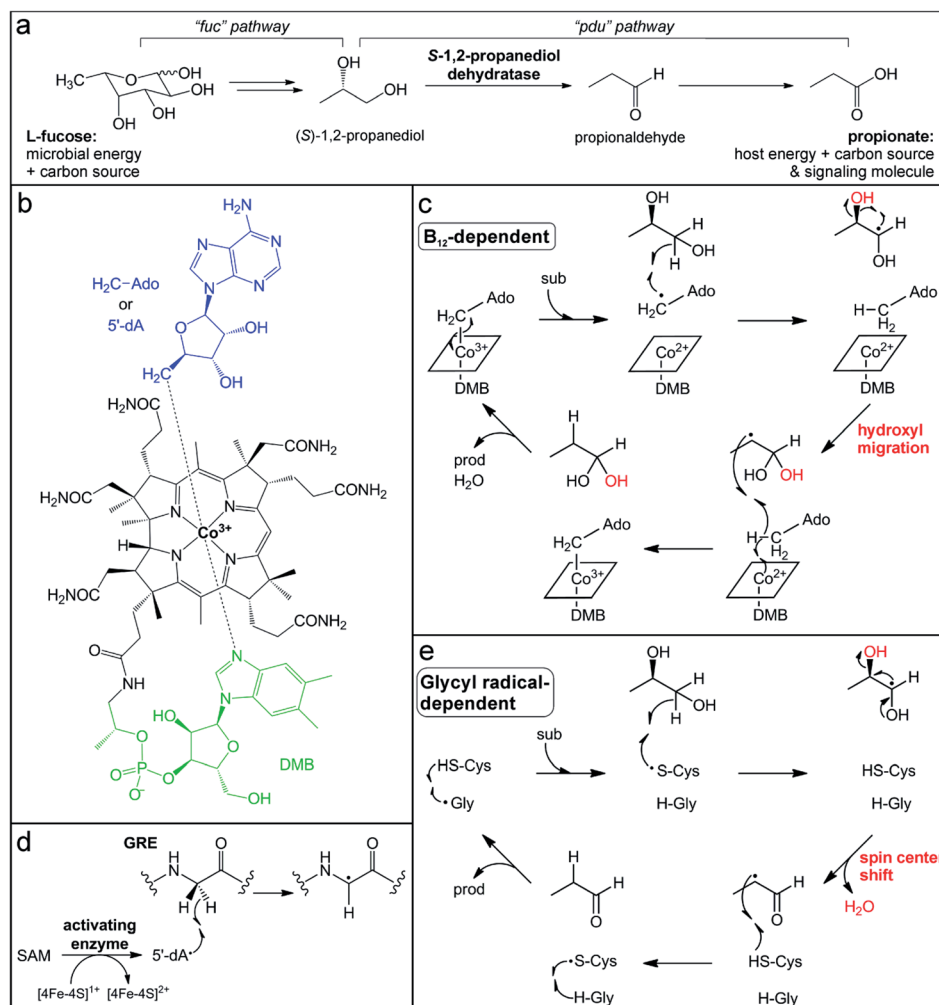 a
"fuc" pathway
"pdu" pathway
H₃C
O
OH
OH
OH
OH
L-fucose:
microbial energy
+ carbon source
OH
OH
(S)-1,2-propanediol
S-1,2-propanediol
dehydratase
H
O
propionaldehyde
OH
O
propionate:
host energy + carbon source
& signaling molecule
b
H₂N
N
N
N
N
H₂C–Ado
or
5'-dA
O
OH
OH
H₂C
H₂NOC
CONH₂
H₂NOC
CONH₂
N
N
Co³⁺
N
N
H
H₂NOC
CONH₂
O
NH
N
N
HO
O
O
P
O
O
O⁻
OH
DMB
c
B₁₂-dependent
OH
H
OH
H
OH
H
OH
H₂C
Ado
Co³⁺
DMB
sub
H₂C
Ado
Co²⁺
DMB
H–C
H₂
Ado
Co²⁺
DMB
hydroxyl
migration
prod
H₂O
H
H
HO
OH
H
HO
OH
H₂C
Ado
Co³⁺
DMB
H–C
H₂
Ado
Co²⁺
DMB
d
GRE
H
N
O
H
H
H
N
O
H
SAM
activating
enzyme
5'-dA•
[4Fe-4S]¹⁺
[4Fe-4S]²⁺
e
Glycyl radical-
dependent
OH
H
OH
H
OH
H
OH
HS-Cys
•Gly
sub
•S-Cys
H-Gly
HS-Cys
H-Gly
spin center
shift
H₂O
prod
H
H
O
H
O
•S-Cys
H-Gly
HS-Cys
H-Gly